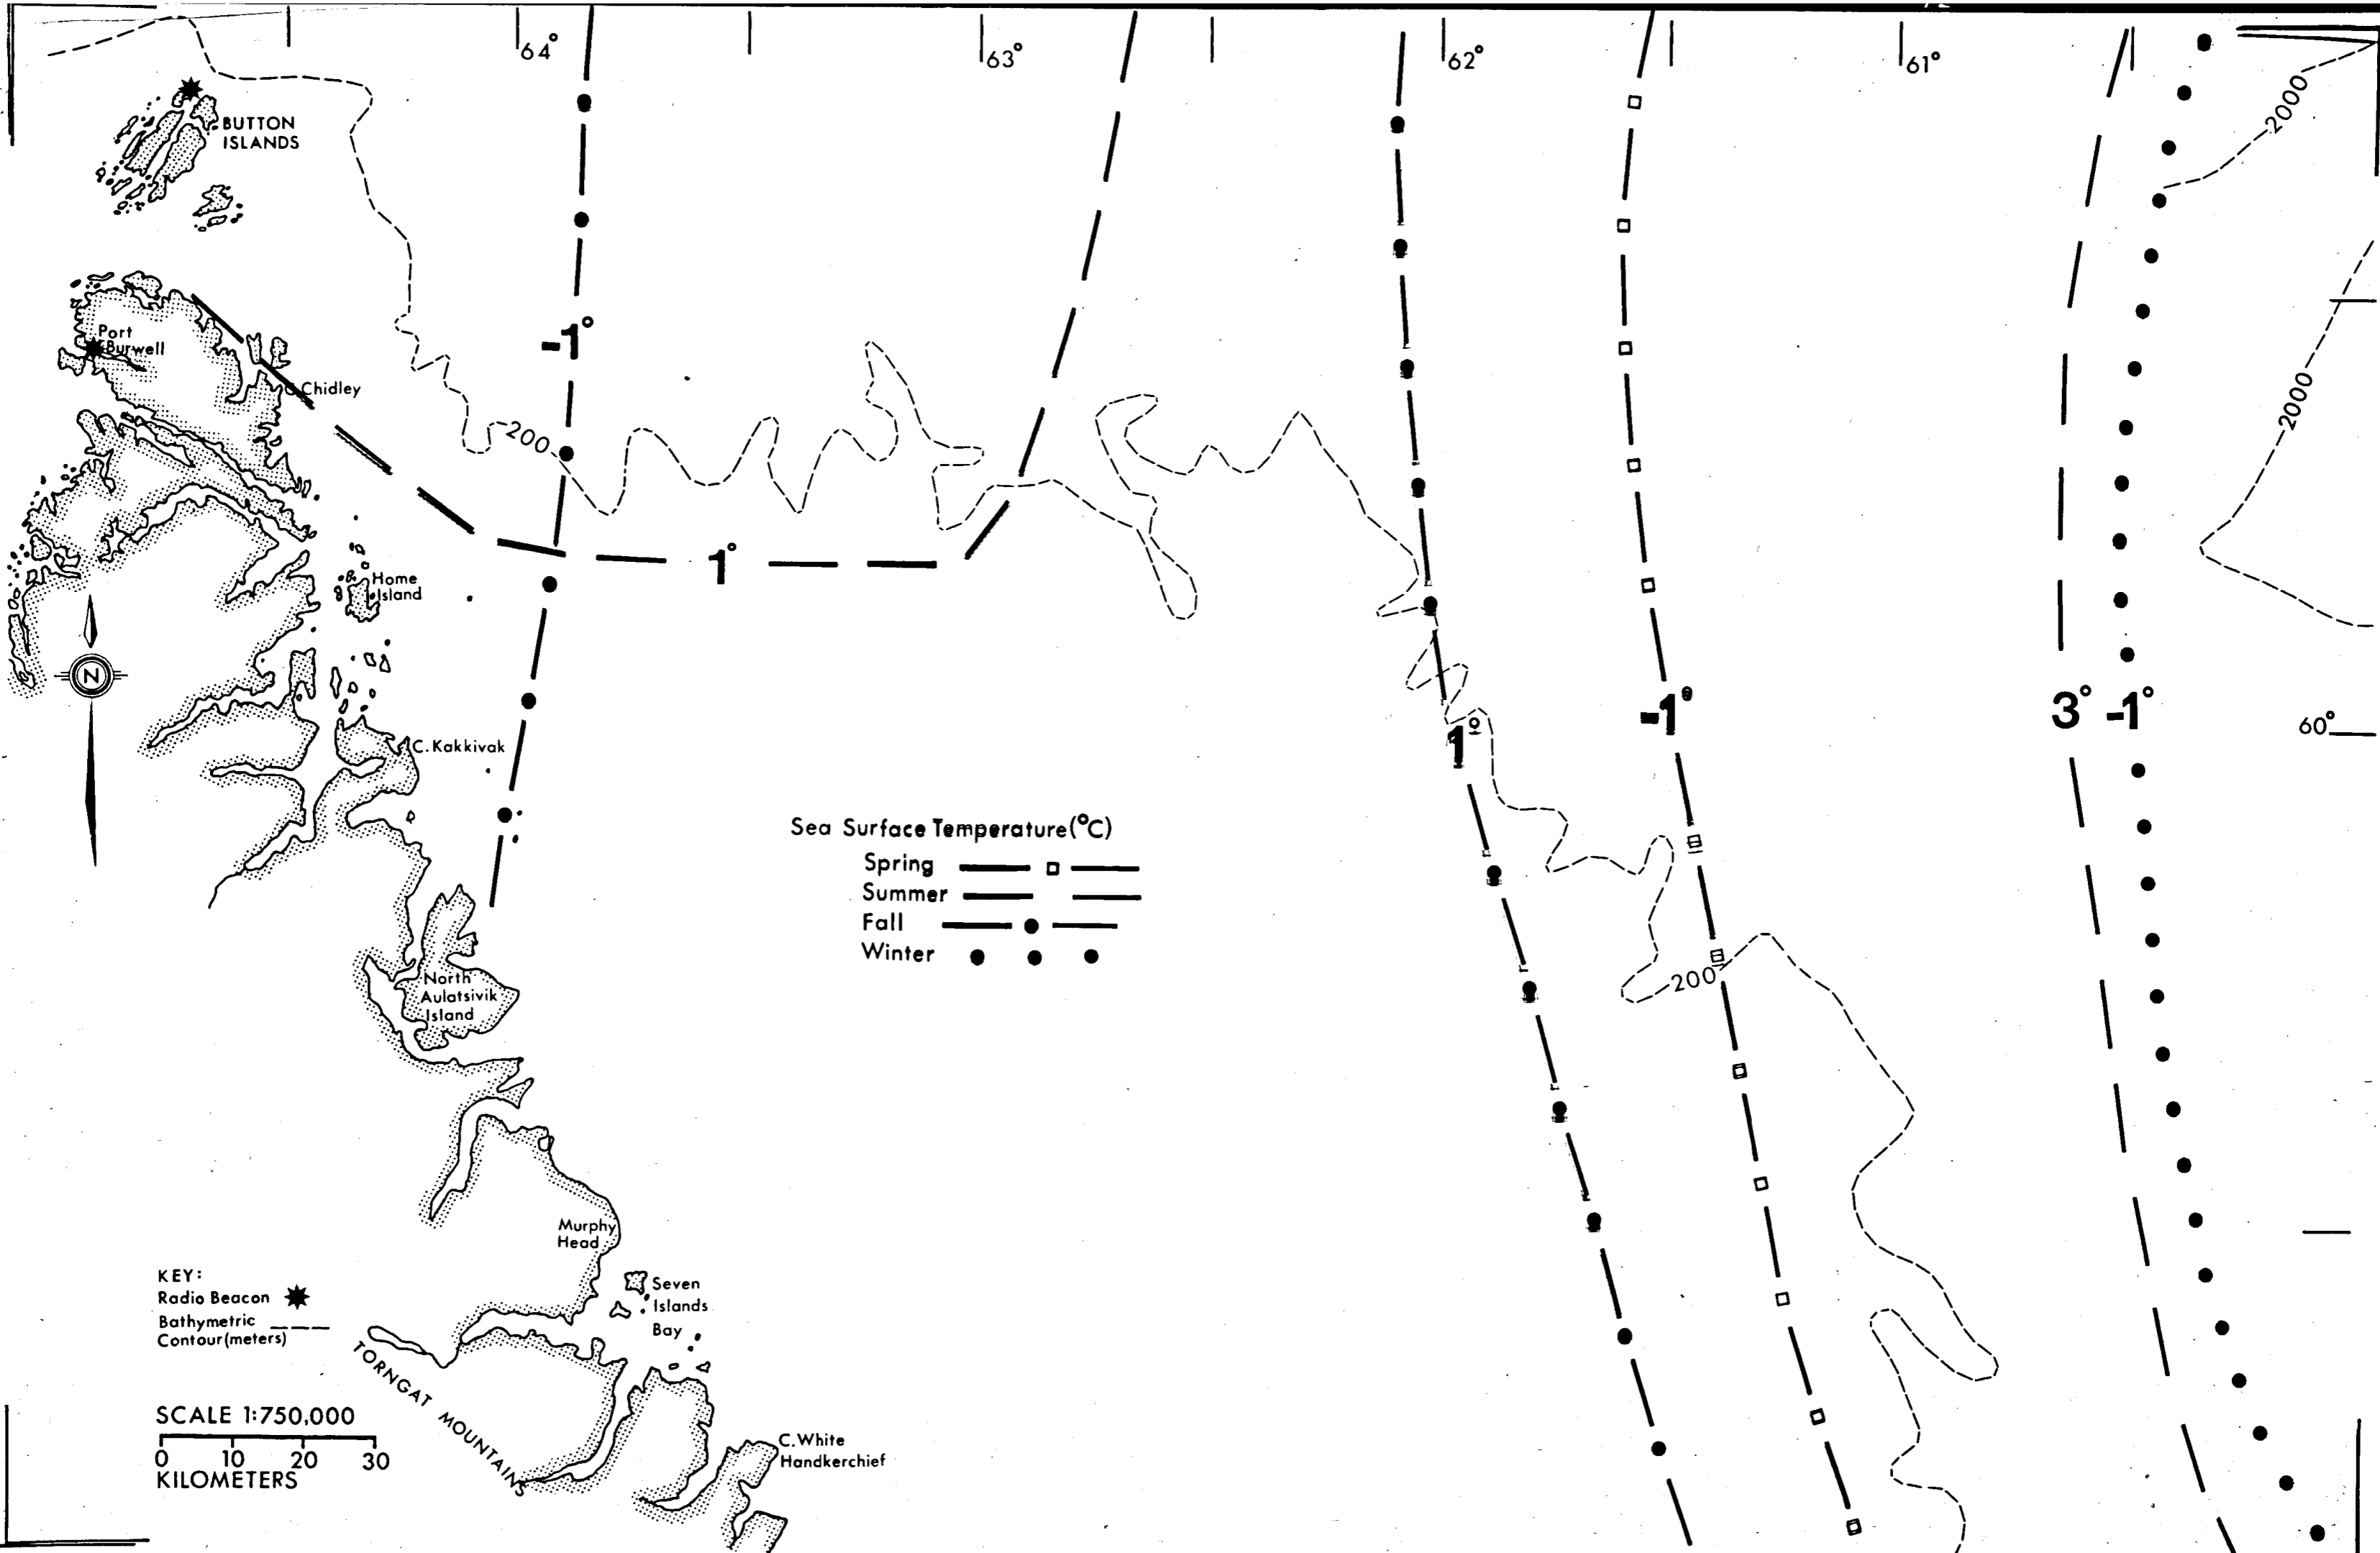 64°
63°
62°
61°
BUTTON
ISLANDS
2000
-1°
Port
Burwell
C. Chidley
200
2000
1°
Home
Island
N
C. Kakkivak
1°
-1°
3°
-1°
60°
Sea Surface Temperature(°C)
Spring
Summer
Fall
Winter
North
Aulatsivik
Island
200
Murphy
Head
Seven
Islands
Bay
KEY:
Radio Beacon
Bathymetric
Contour(meters)
TORNGAT MOUNTAINS
SCALE 1:750,000
0 10 20 30
KILOMETERS
C. White
Handkerchief